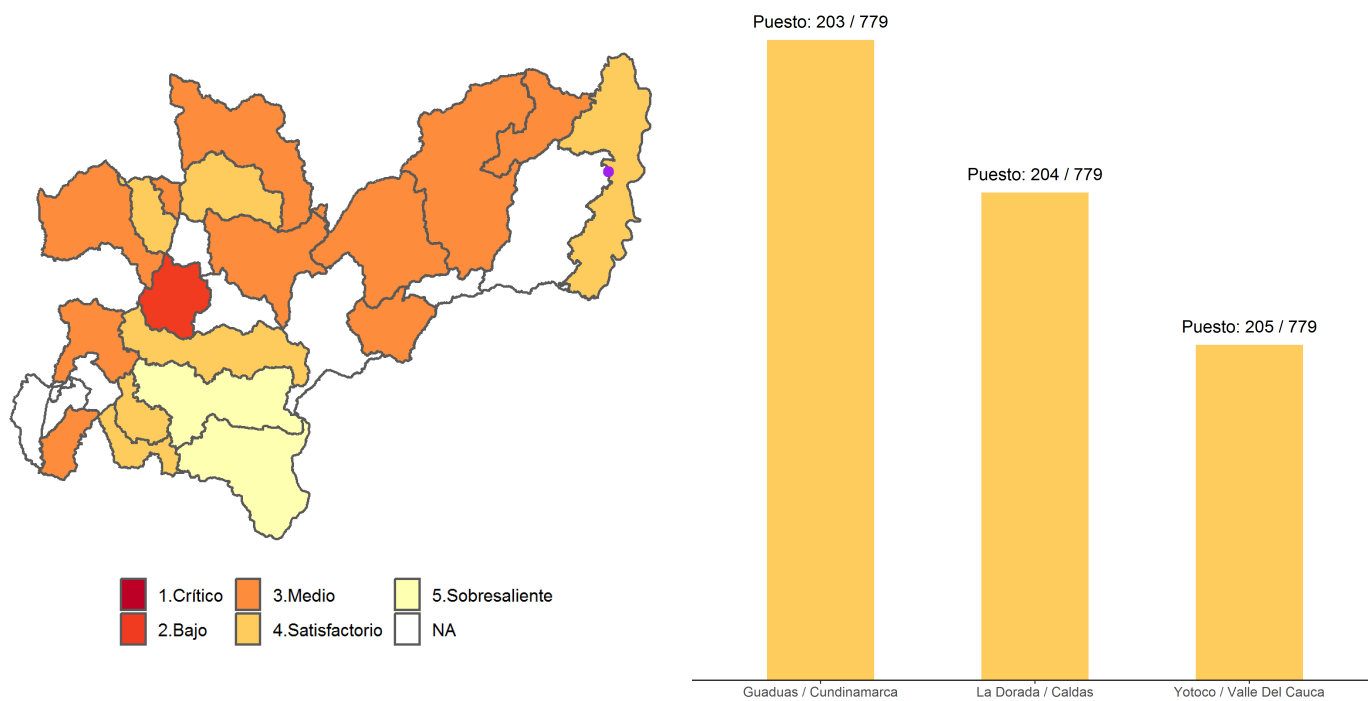 Puesto: 203 / 779
Puesto: 204 / 779
Puesto: 205 / 779
1.Crítico
3.Medio
5.Sobresaliente
2.Bajo
4.Satisfactorio
NA
Guaduas / Cundinamarca
La Dorada / Caldas
Yotoco / Valle Del Cauca